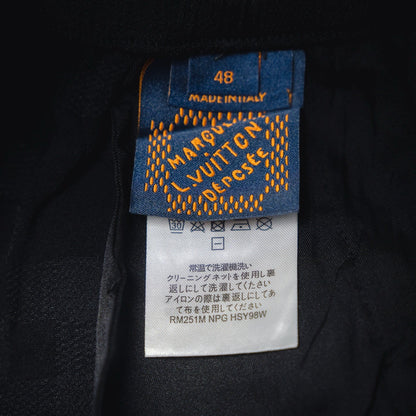 48
MADE IN ITALY
MARQUE
L.VUITTON
DÉPOSÉE
30
常温で洗濯機洗い
クリーニングネットを使用し裏
返しにして洗濯してください
アイロンの際は裏返しにしてあ
て布を使用して下さい
RM251M NPG HSY98W